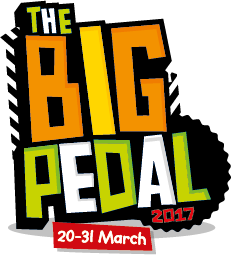 THE
BIG
PEDAL
2017
20-31 March